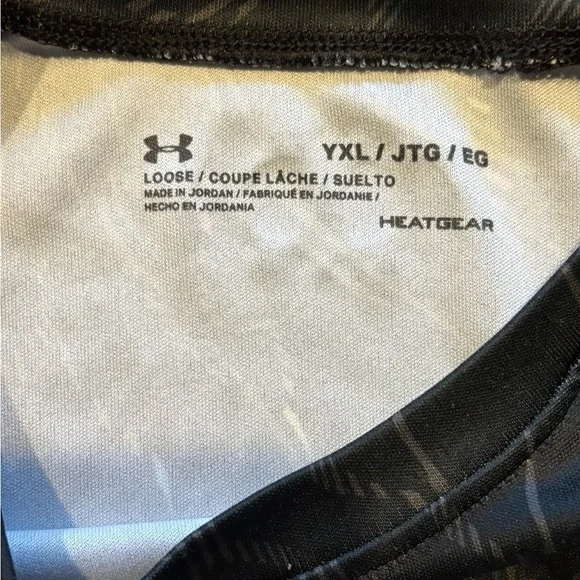 YXL / JTG / EG
LOOSE / COUPE LÂCHE / SUELTO
MADE IN JORDAN / FABRIQUÉ EN JORDANIE /
HECHO EN JORDANIA
HEATGEAR